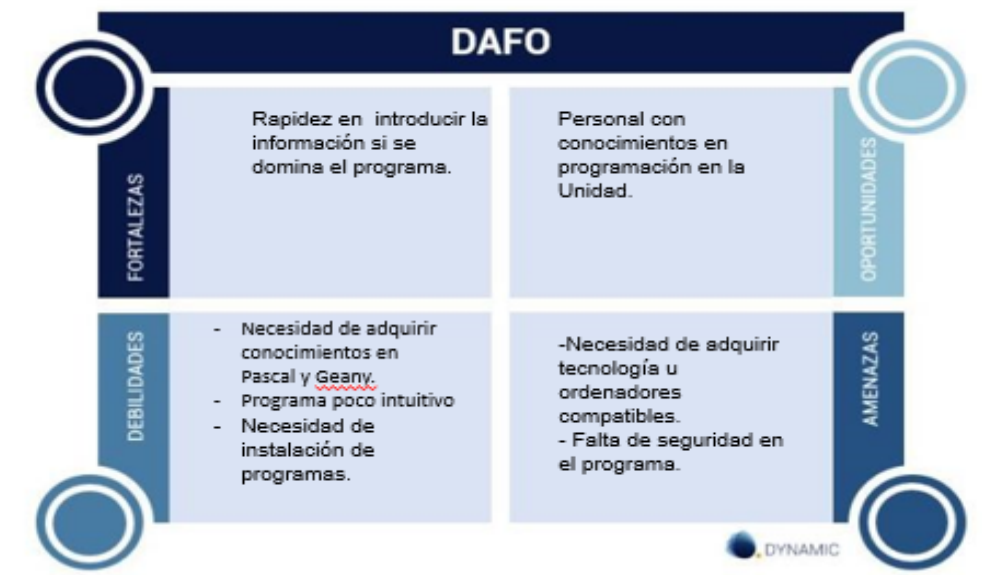 DAFO
FORTALEZAS
Rapidez en introducir la
información si se
domina el programa.
Personal con
conocimientos en
programación en la
Unidad.
OPORTUNIDADES
DEBILIDADES
- Necesidad de adquirir
conocimientos en
Pascal y Geany.
- Programa poco intuitivo
- Necesidad de
instalación de
programas.
-Necesidad de adquirir
tecnología u
ordenadores
compatibles.
- Falta de seguridad en
el programa.
AMENAZAS
DYNAMIC